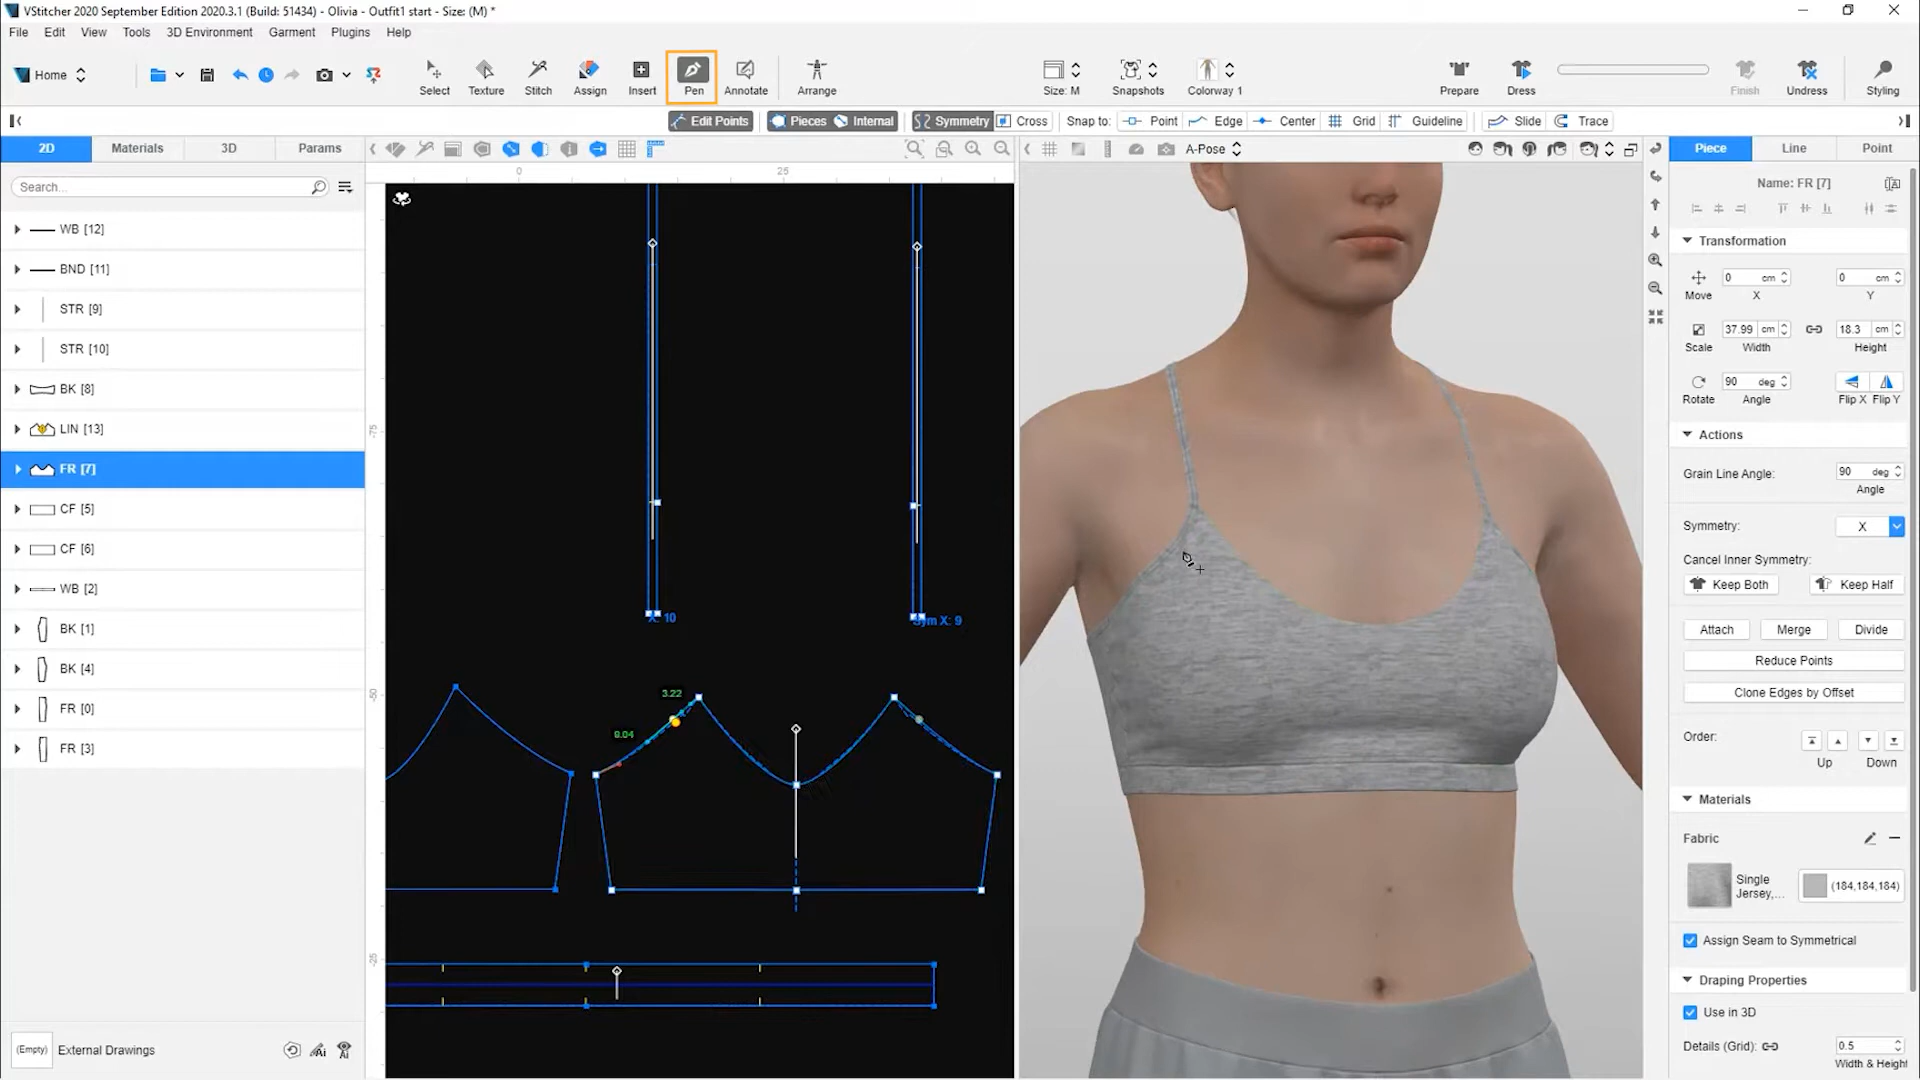 VStitcher 2020 September Edition 2020.3.1 (Build: 51434) - Olivia - Outfit1 start - Size: (M) *
File Edit View Tools 3D Environment Garment Plugins Help
Home Select Texture Stitch Assign Insert Pen Annotate Arrange Size: M Snapshots Colorway 1 Prepare Dress Finish Undress Styling
Edit Points Pieces Internal Symmetry Cross Snap to: Point Edge Center Grid Guideline Slide Trace
2D Materials 3D Params A-Pose Piece Line Point
0 25
Search...
Name: FR [7]
WB [12]
BND [11]
STR [9]
STR [10]
BK [8]
LIN [13]
FR [7]
CF [5]
CF [6]
WB [2]
BK [1]
BK [4]
FR [0]
FR [3]
(Empty) External Drawings
-75
-50
-25
X: 10
Sym X: 9
3.22
9.04
Transformation
0 cm 0 cm
Move X Y
37.99 cm 18.3 cm
Scale Width Height
90 deg
Rotate Angle Flip X Flip Y
Actions
Grain Line Angle: 90 deg
Angle
Symmetry: X
Cancel Inner Symmetry:
Keep Both Keep Half
Attach Merge Divide
Reduce Points
Clone Edges by Offset
Order:
Up Down
Materials
Fabric
Single Jersey,... (184,184,184)
Assign Seam to Symmetrical
Draping Properties
Use in 3D
Details (Grid): 0.5
Width & Height